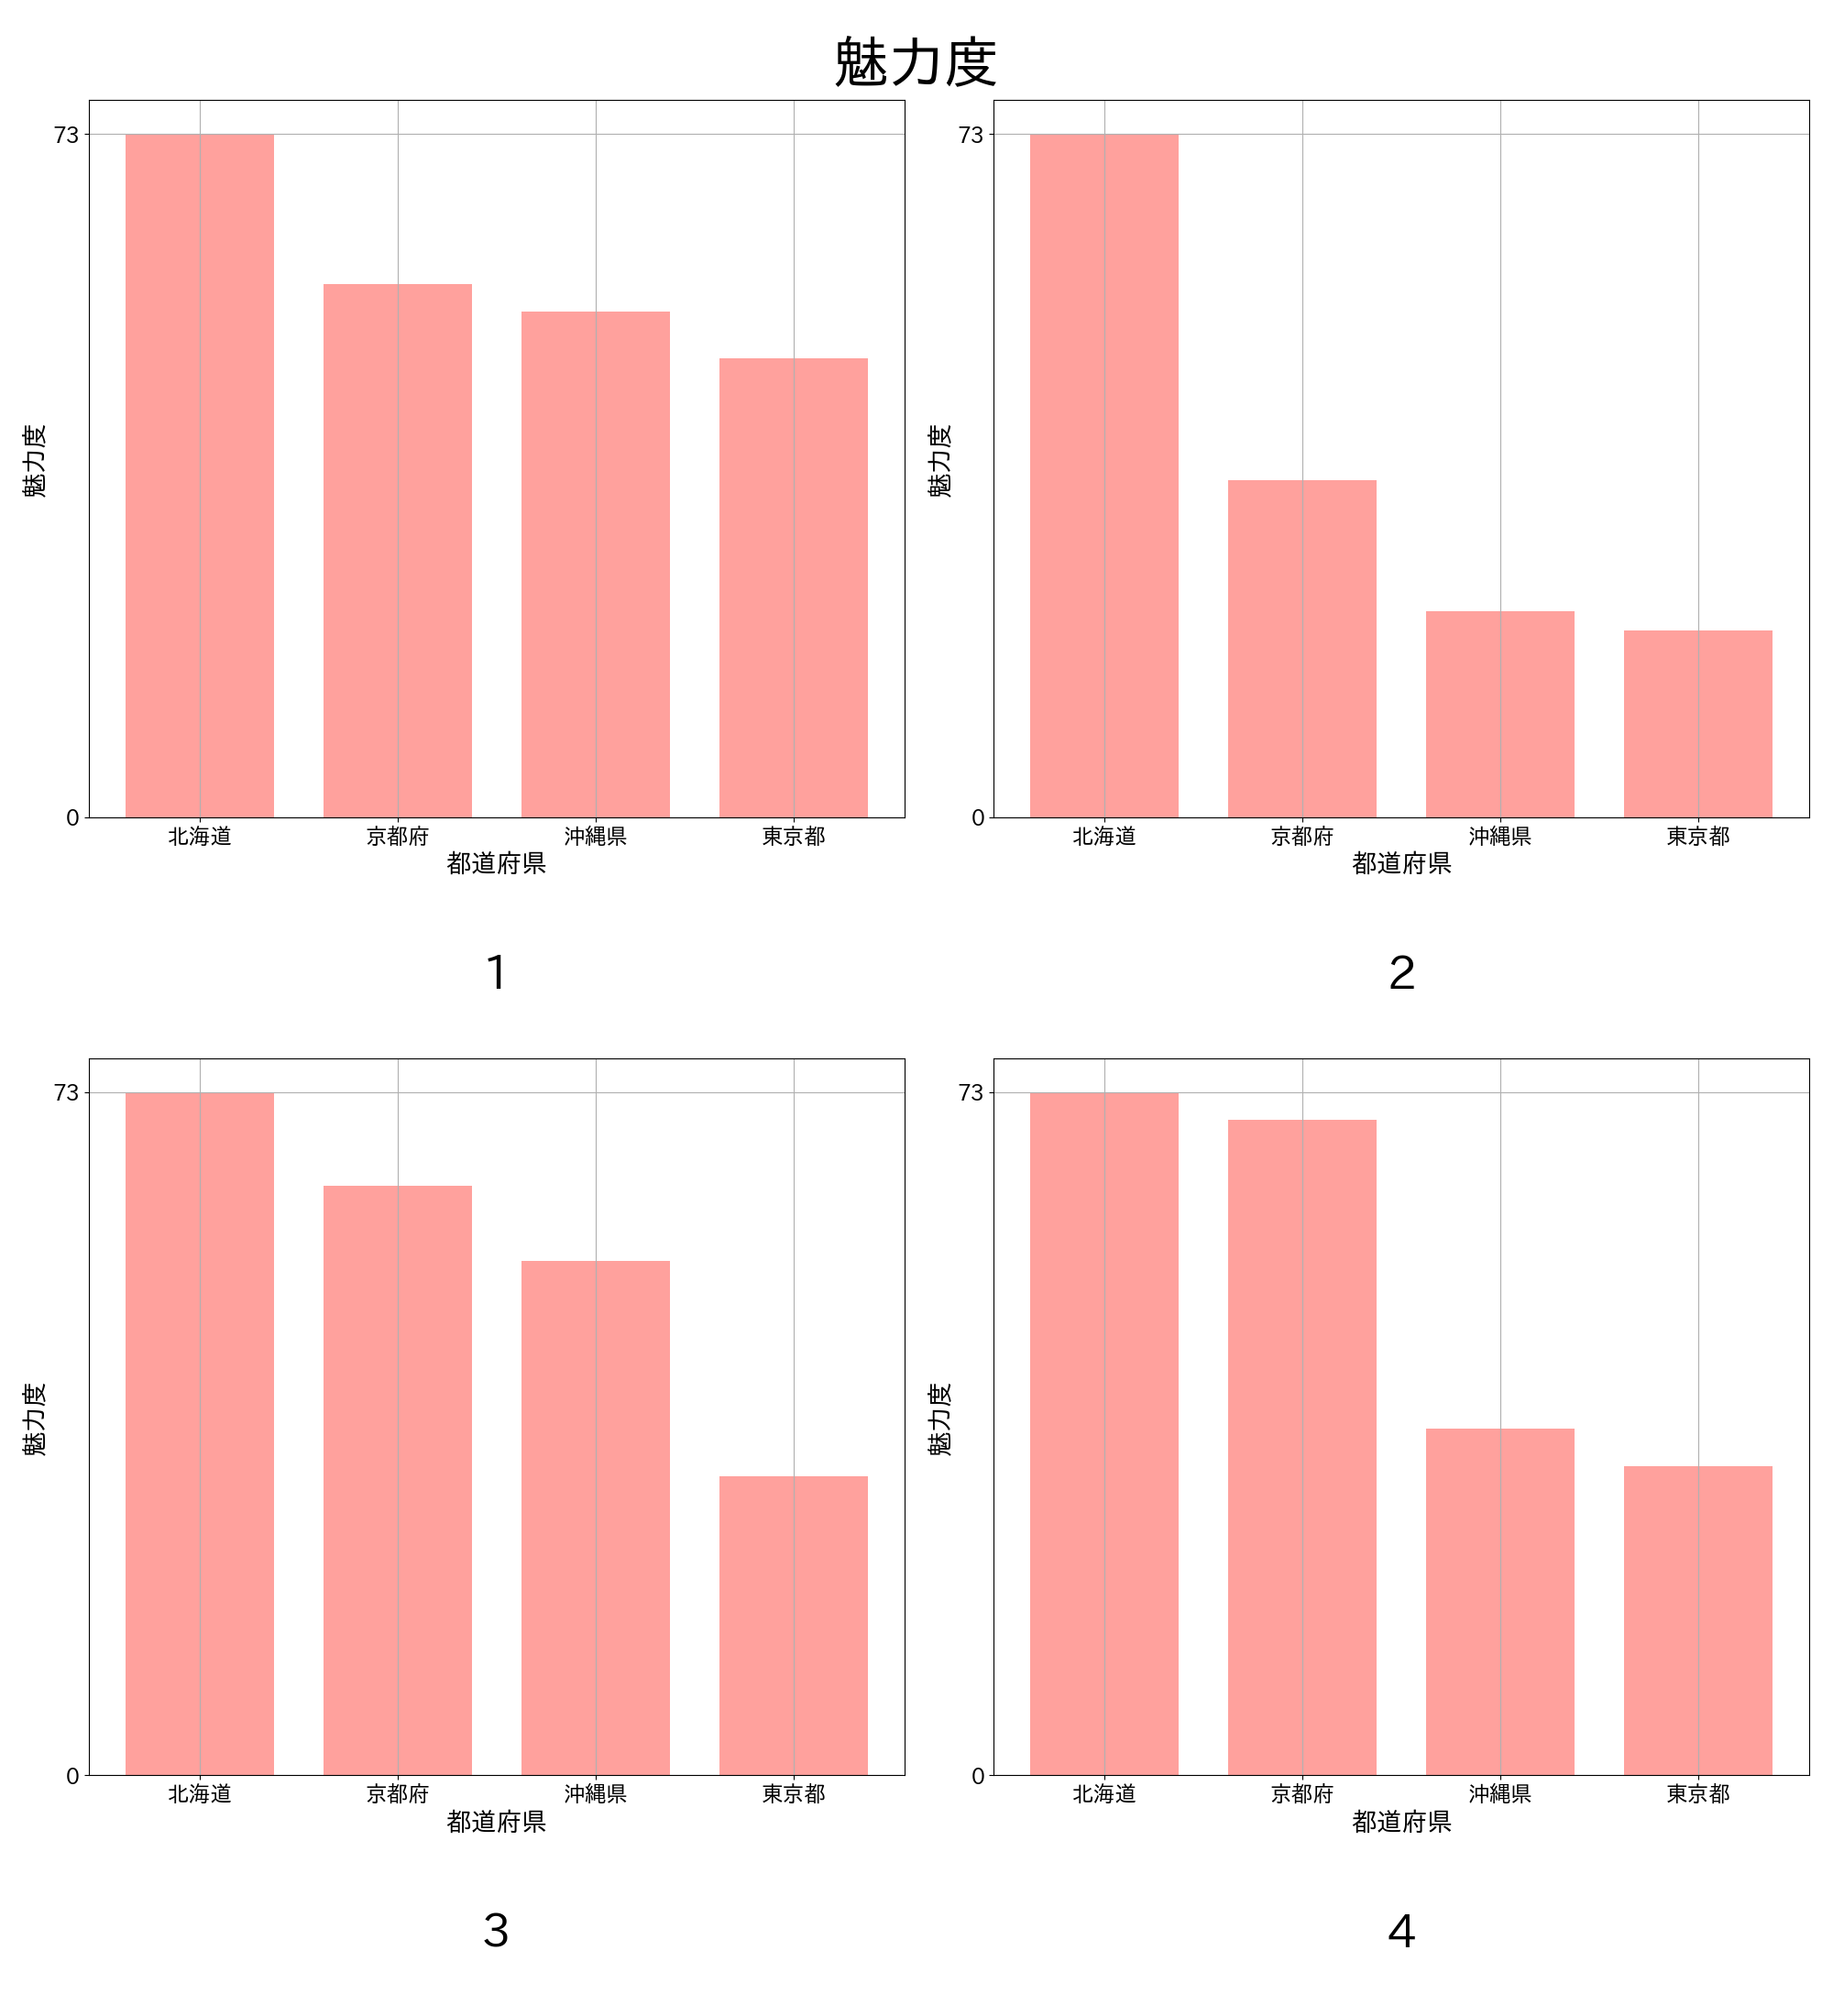 魅力度
73
0
魅力度
北海道 京都府 沖縄県 東京都
都道府県
1
73
0
魅力度
北海道 京都府 沖縄県 東京都
都道府県
2
73
0
魅力度
北海道 京都府 沖縄県 東京都
都道府県
3
73
0
魅力度
北海道 京都府 沖縄県 東京都
都道府県
4